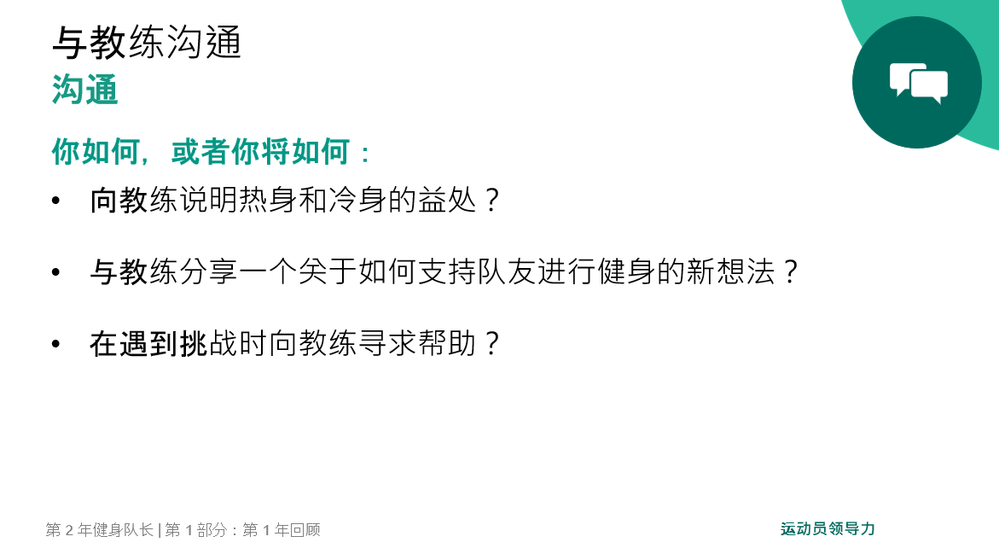 与教练沟通
沟通
你如何，或者你将如何：
• 向教练说明热身和冷身的益处？
• 与教练分享一个关于如何支持队友进行健身的新想法？
• 在遇到挑战时向教练寻求帮助？
第 2 年健身队长 | 第 1 部分：第 1 年回顾
运动员领导力